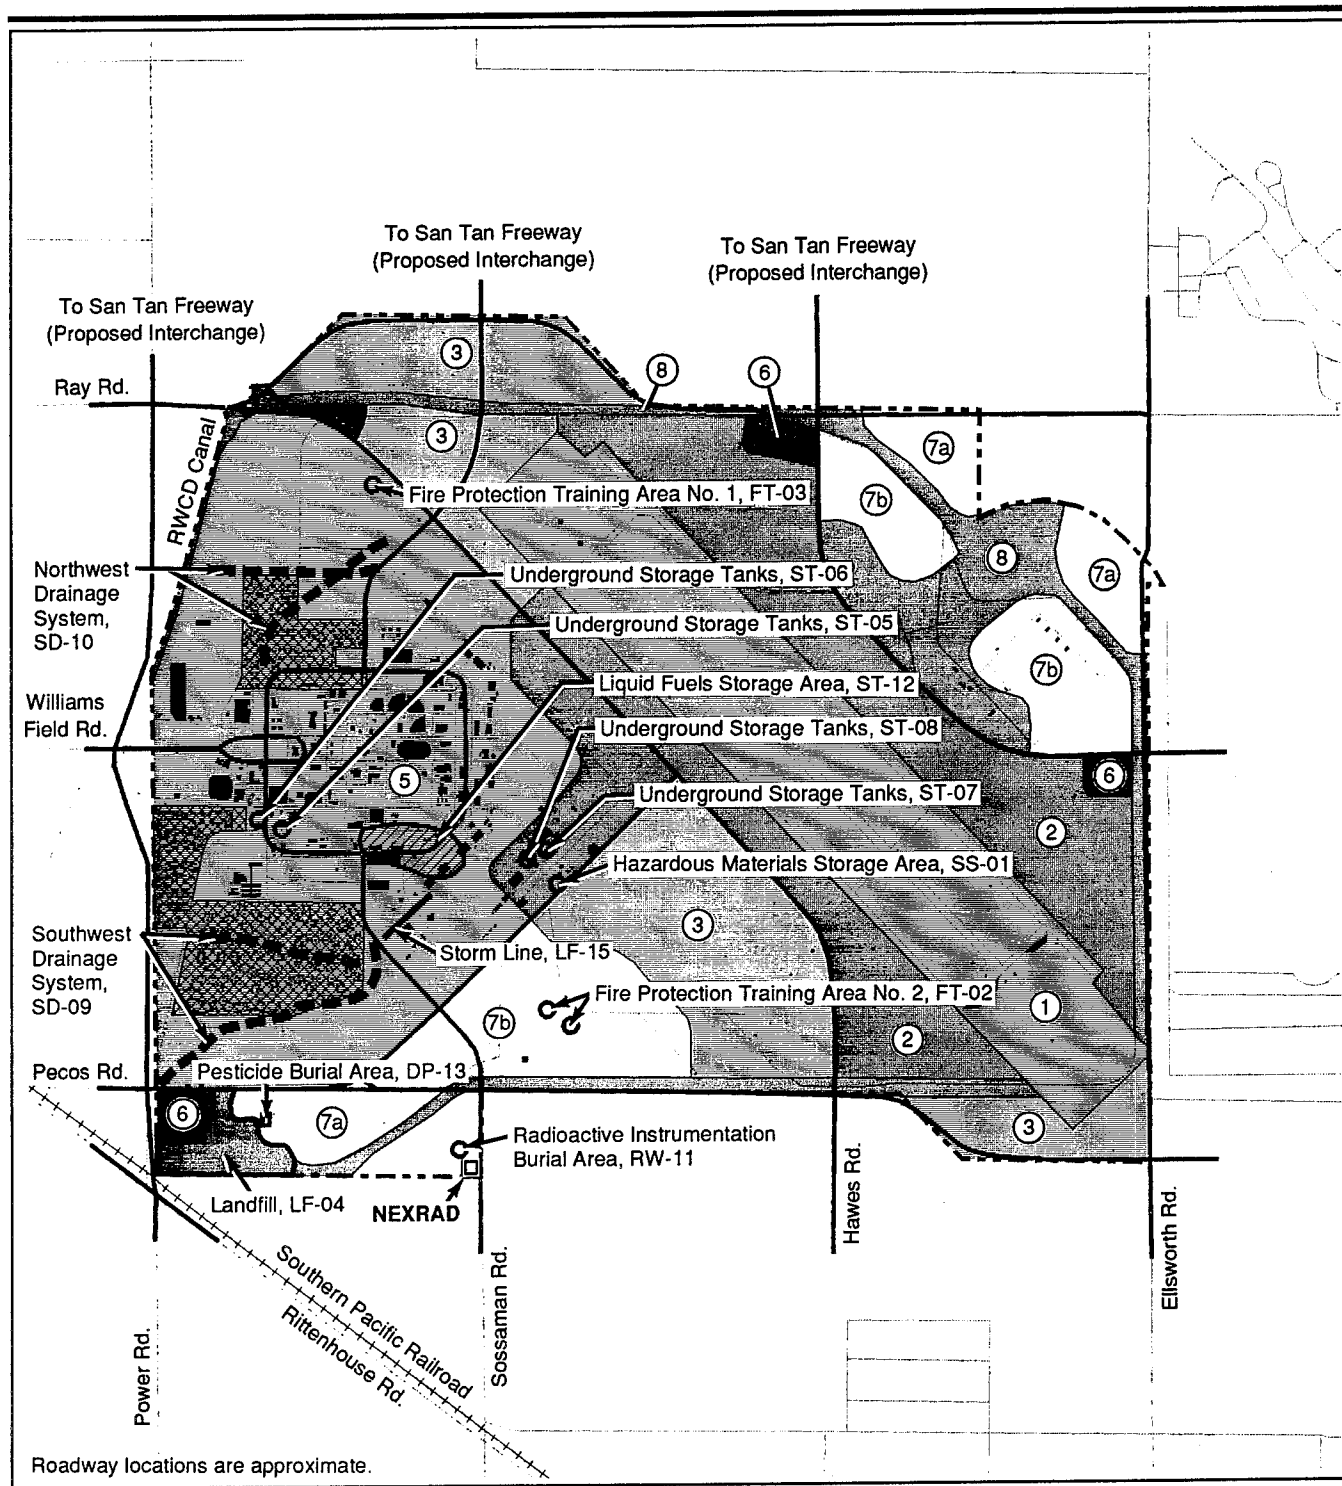 To San Tan Freeway
(Proposed Interchange)
To San Tan Freeway
(Proposed Interchange)
To San Tan Freeway
(Proposed Interchange)
3
8
6
Ray Rd.
3
7a
RWCD Canal
Fire Protection Training Area No. 1, FT-03
7b
8
7a
Northwest
Drainage
System,
SD-10
Underground Storage Tanks, ST-06
Underground Storage Tanks, ST-05
7b
Liquid Fuels Storage Area, ST-12
Williams
Field Rd.
Underground Storage Tanks, ST-08
5
6
Underground Storage Tanks, ST-07
2
Hazardous Materials Storage Area, SS-01
3
Southwest
Drainage
System,
SD-09
Storm Line, LF-15
Fire Protection Training Area No. 2, FT-02
1
7b
2
Pecos Rd.
Pesticide Burial Area, DP-13
6
7a
3
Radioactive Instrumentation
Burial Area, RW-11
Landfill, LF-04
NEXRAD
Hawes Rd.
Ellsworth Rd.
Sossaman Rd.
Southern Pacific Railroad
Rittenhouse Rd.
Power Rd.
Roadway locations are approximate.